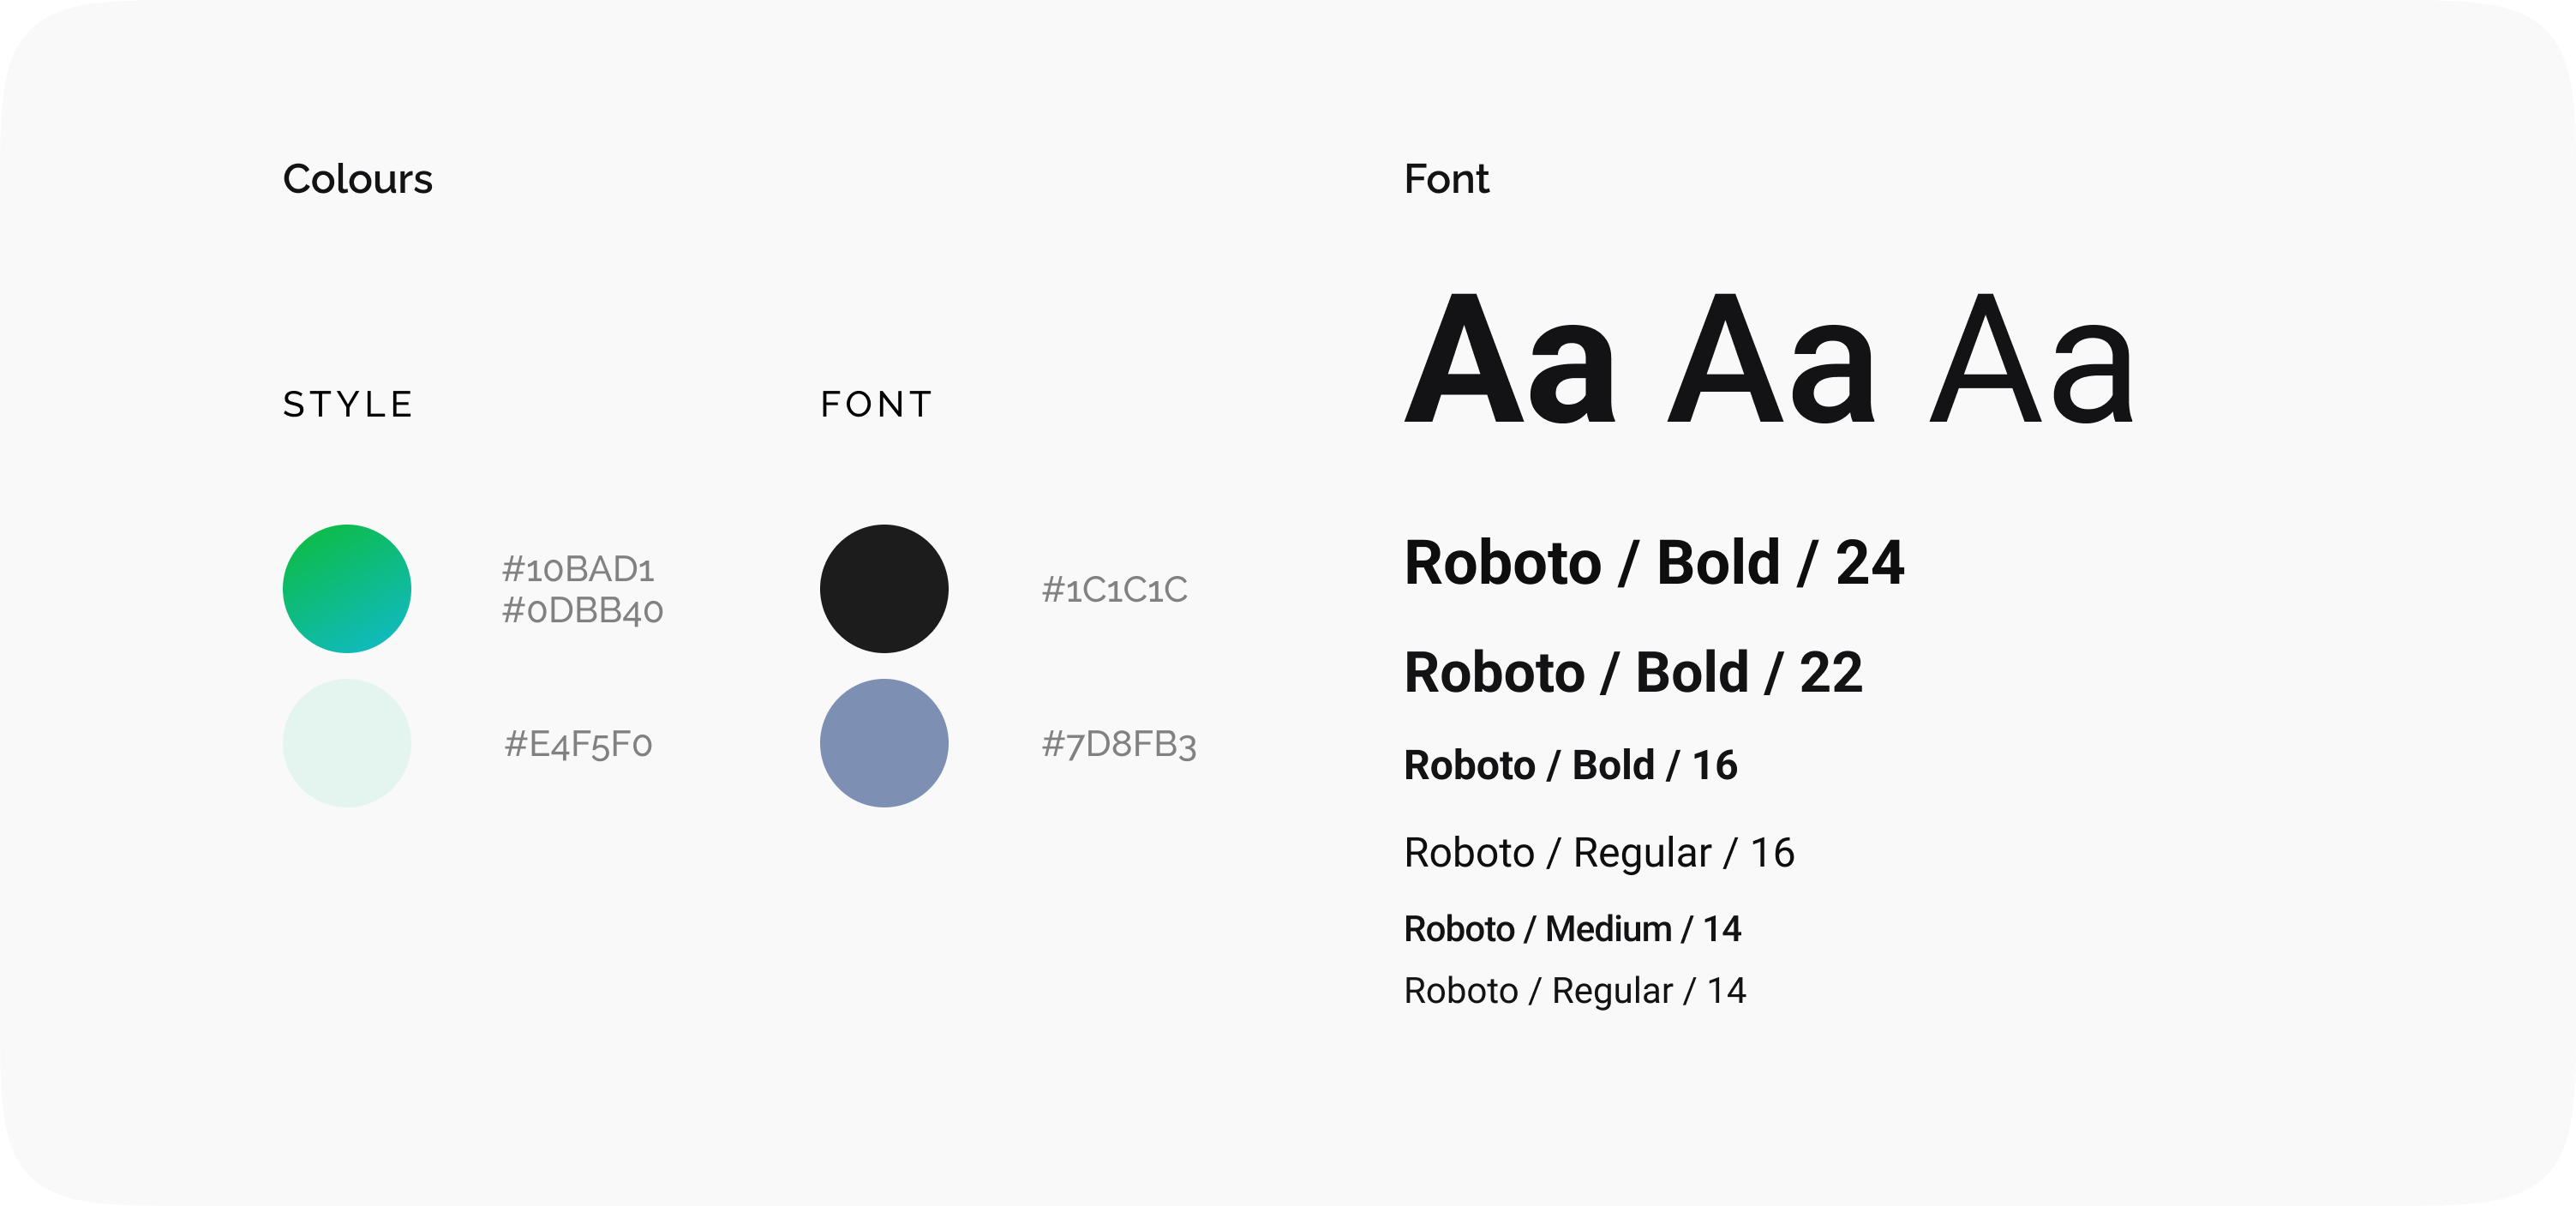 Colours
STYLE
#10BAD1
#0DBB40
#E4F5F0
FONT
#1C1C1C
#7D8FB3
Font
Aa Aa Aa
Roboto / Bold / 24
Roboto / Bold / 22
Roboto / Bold / 16
Roboto / Regular / 16
Roboto / Medium / 14
Roboto / Regular / 14